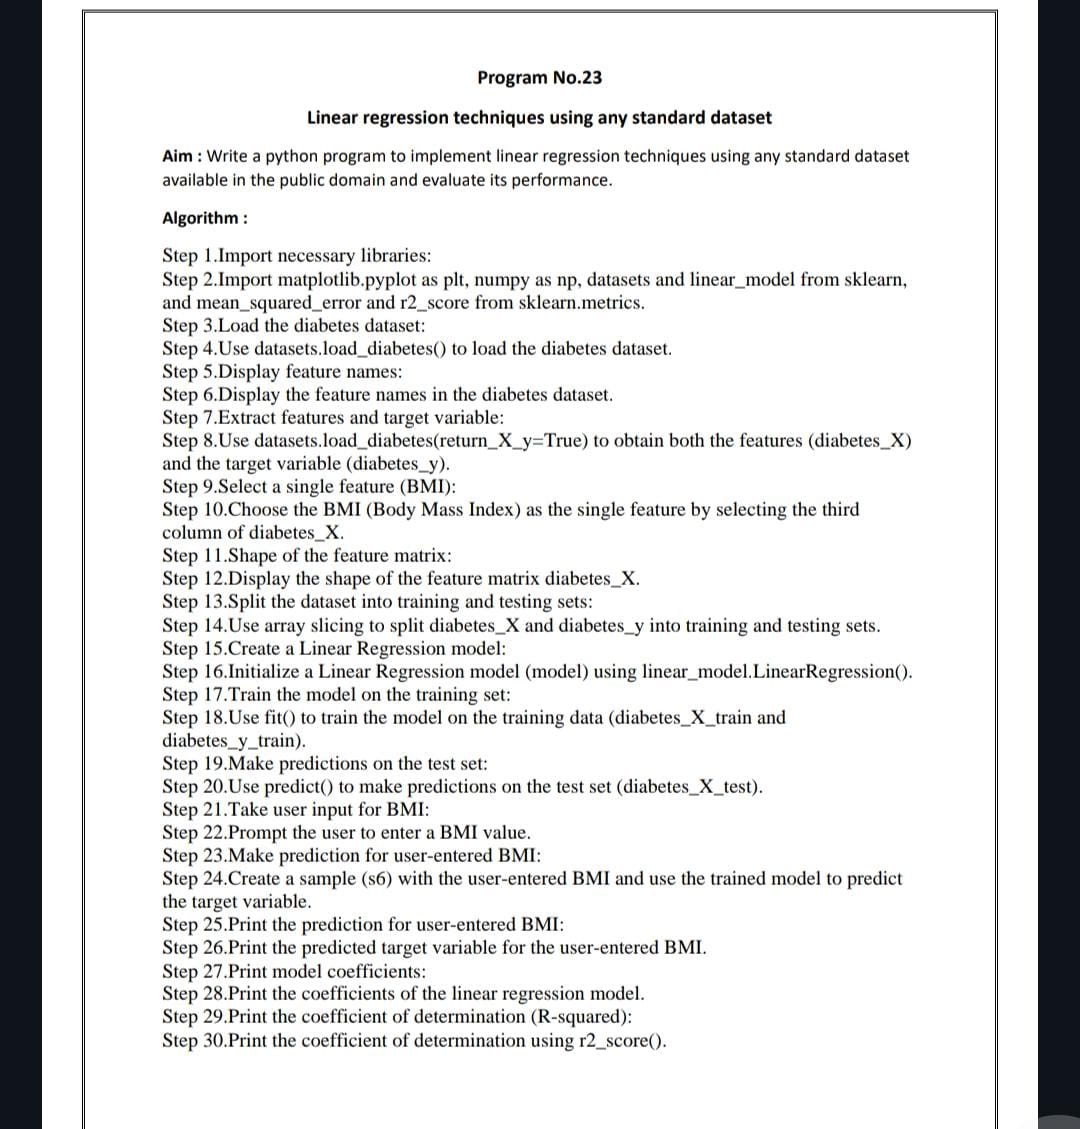 Program No.23
Linear regression techniques using any standard dataset
Aim : Write a python program to implement linear regression techniques using any standard dataset
available in the public domain and evaluate its performance.
Algorithm :
Step 1.Import necessary libraries:
Step 2.Import matplotlib.pyplot as plt, numpy as np, datasets and linear_model from sklearn,
and mean_squared_error and r2_score from sklearn.metrics.
Step 3.Load the diabetes dataset:
Step 4.Use datasets.load_diabetes() to load the diabetes dataset.
Step 5.Display feature names:
Step 6.Display the feature names in the diabetes dataset.
Step 7.Extract features and target variable:
Step 8.Use datasets.load_diabetes(return_X_y=True) to obtain both the features (diabetes_X)
and the target variable (diabetes_y).
Step 9.Select a single feature (BMI):
Step 10.Choose the BMI (Body Mass Index) as the single feature by selecting the third
column of diabetes_X.
Step 11.Shape of the feature matrix:
Step 12.Display the shape of the feature matrix diabetes_X.
Step 13.Split the dataset into training and testing sets:
Step 14.Use array slicing to split diabetes_X and diabetes_y into training and testing sets.
Step 15.Create a Linear Regression model:
Step 16.Initialize a Linear Regression model (model) using linear_model.LinearRegression().
Step 17.Train the model on the training set:
Step 18.Use fit() to train the model on the training data (diabetes_X_train and
diabetes_y_train).
Step 19.Make predictions on the test set:
Step 20.Use predict() to make predictions on the test set (diabetes_X_test).
Step 21.Take user input for BMI:
Step 22.Prompt the user to enter a BMI value.
Step 23.Make prediction for user-entered BMI:
Step 24.Create a sample (s6) with the user-entered BMI and use the trained model to predict
the target variable.
Step 25.Print the prediction for user-entered BMI:
Step 26.Print the predicted target variable for the user-entered BMI.
Step 27.Print model coefficients:
Step 28.Print the coefficients of the linear regression model.
Step 29.Print the coefficient of determination (R-squared):
Step 30.Print the coefficient of determination using r2_score().